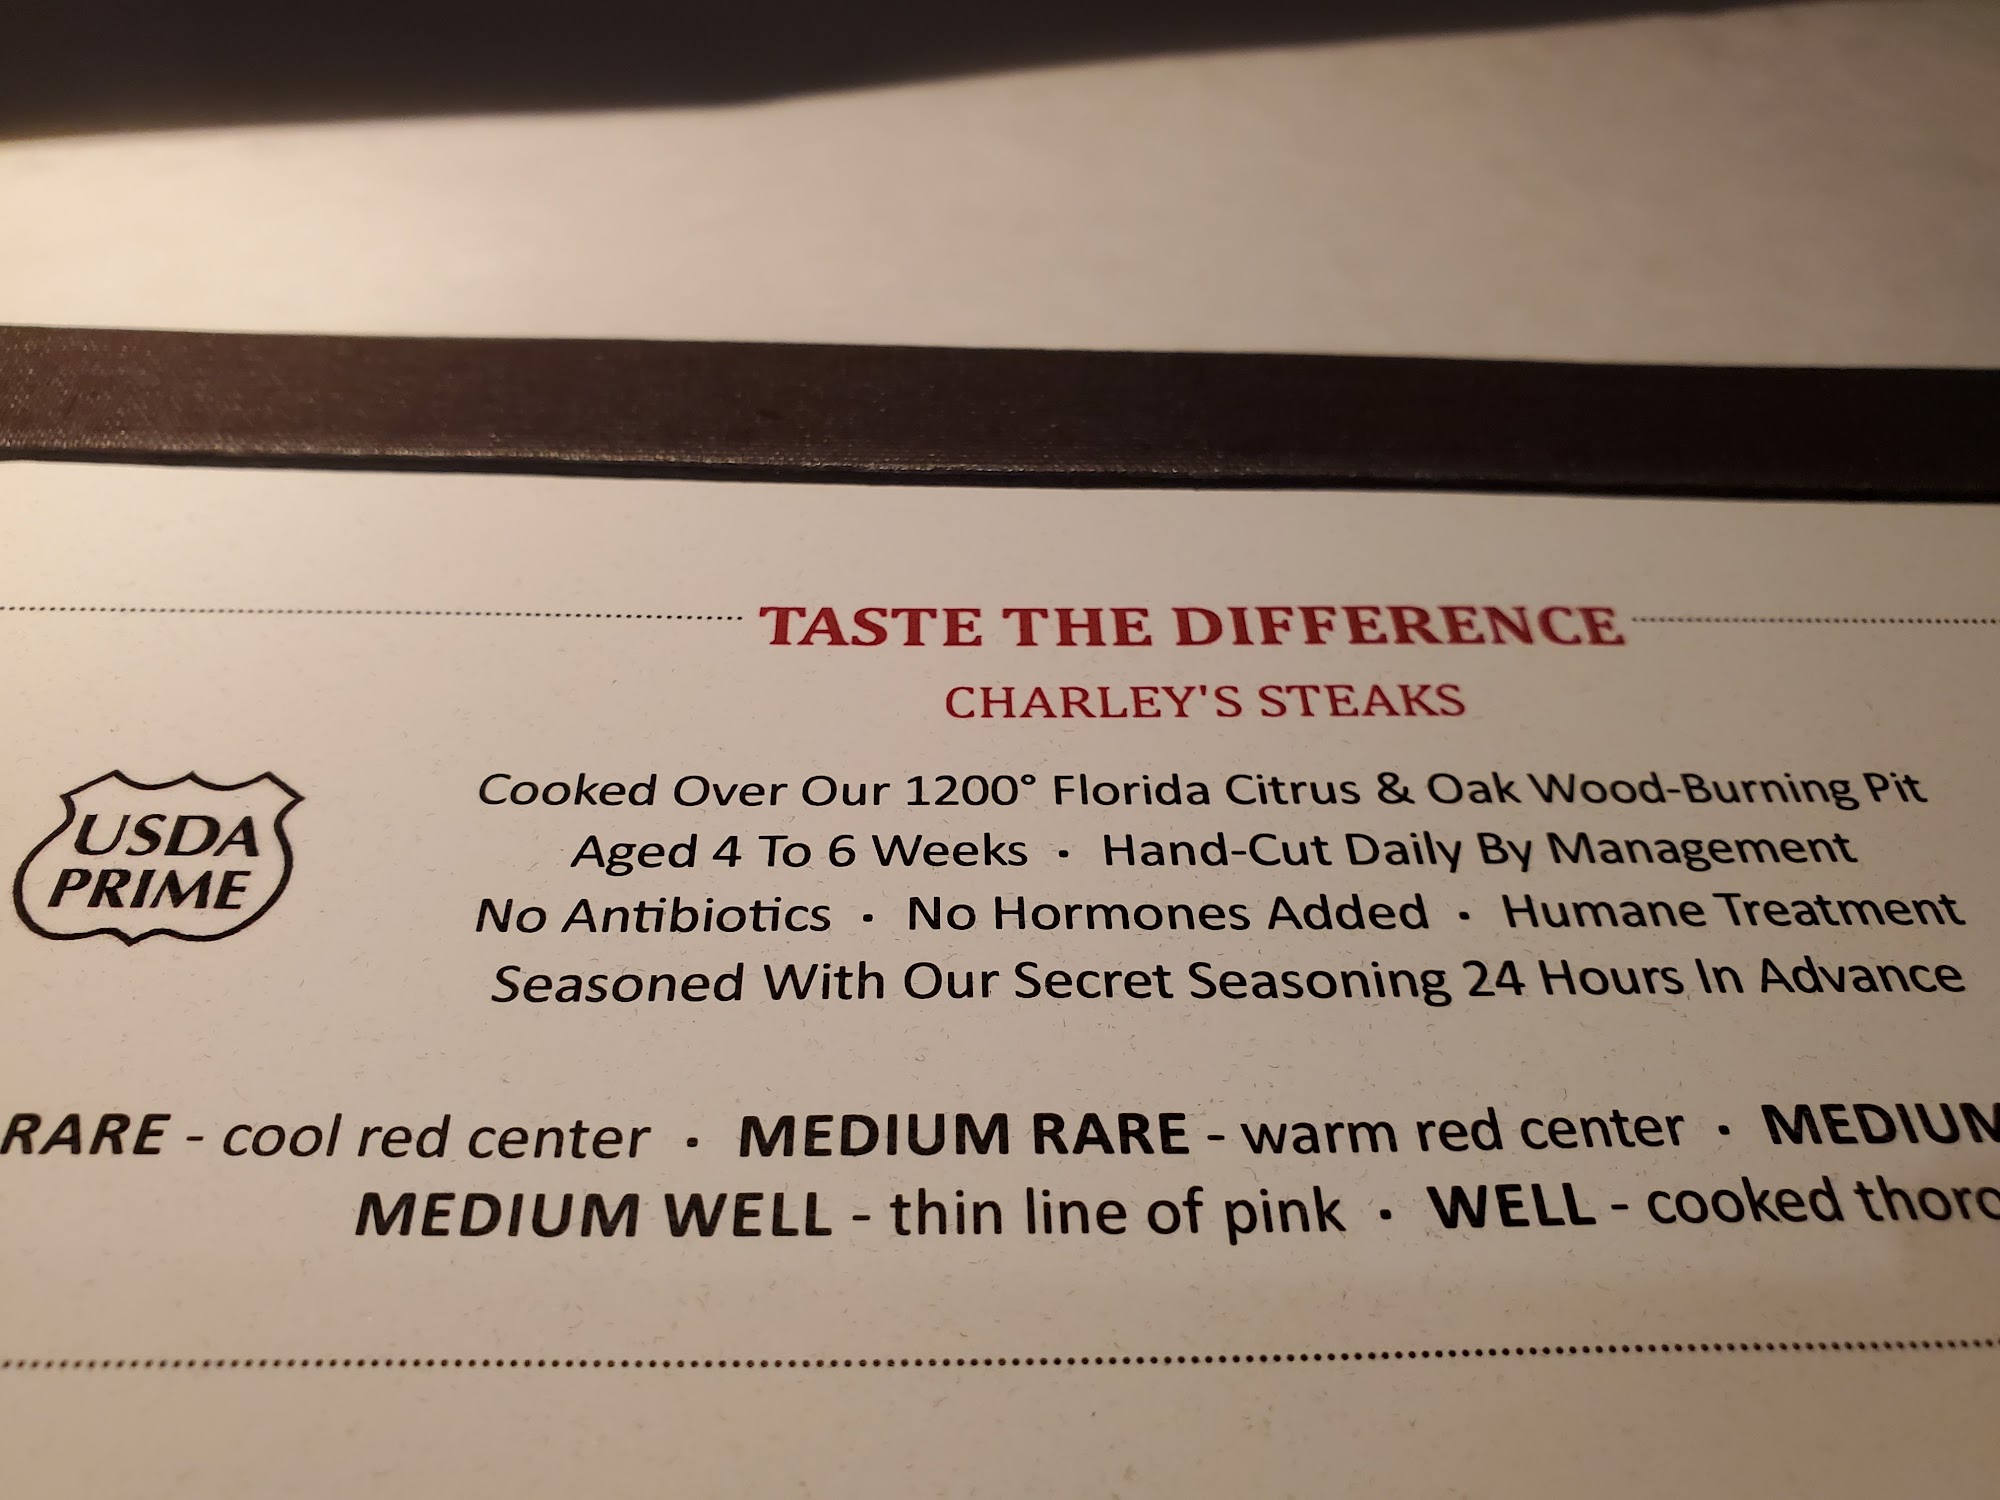 TASTE THE DIFFERENCE
CHARLEY'S STEAKS
USDA
PRIME
Cooked Over Our 1200° Florida Citrus & Oak Wood-Burning Pit
Aged 4 To 6 Weeks · Hand-Cut Daily By Management
No Antibiotics · No Hormones Added · Humane Treatment
Seasoned With Our Secret Seasoning 24 Hours In Advance
RARE - cool red center · MEDIUM RARE - warm red center · MEDIUM
MEDIUM WELL - thin line of pink · WELL - cooked thoro